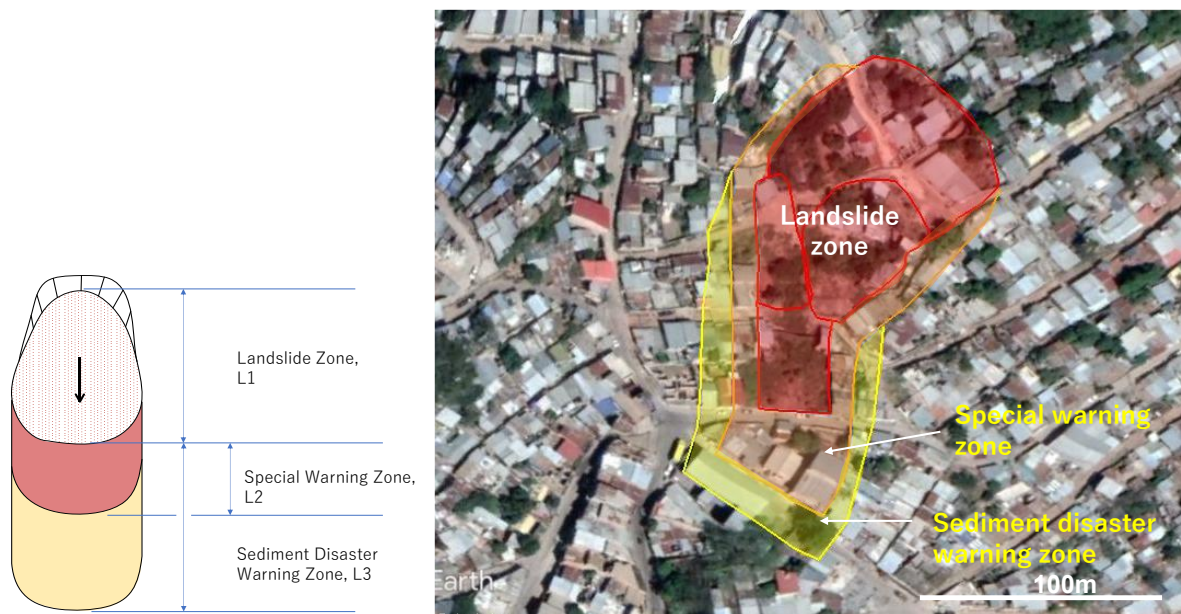 Landslide Zone,
L1
Special Warning Zone,
L2
Sediment Disaster
Warning Zone, L3
Landslide
zone
Special warning
zone
Sediment disaster
warning zone
Earth
100m